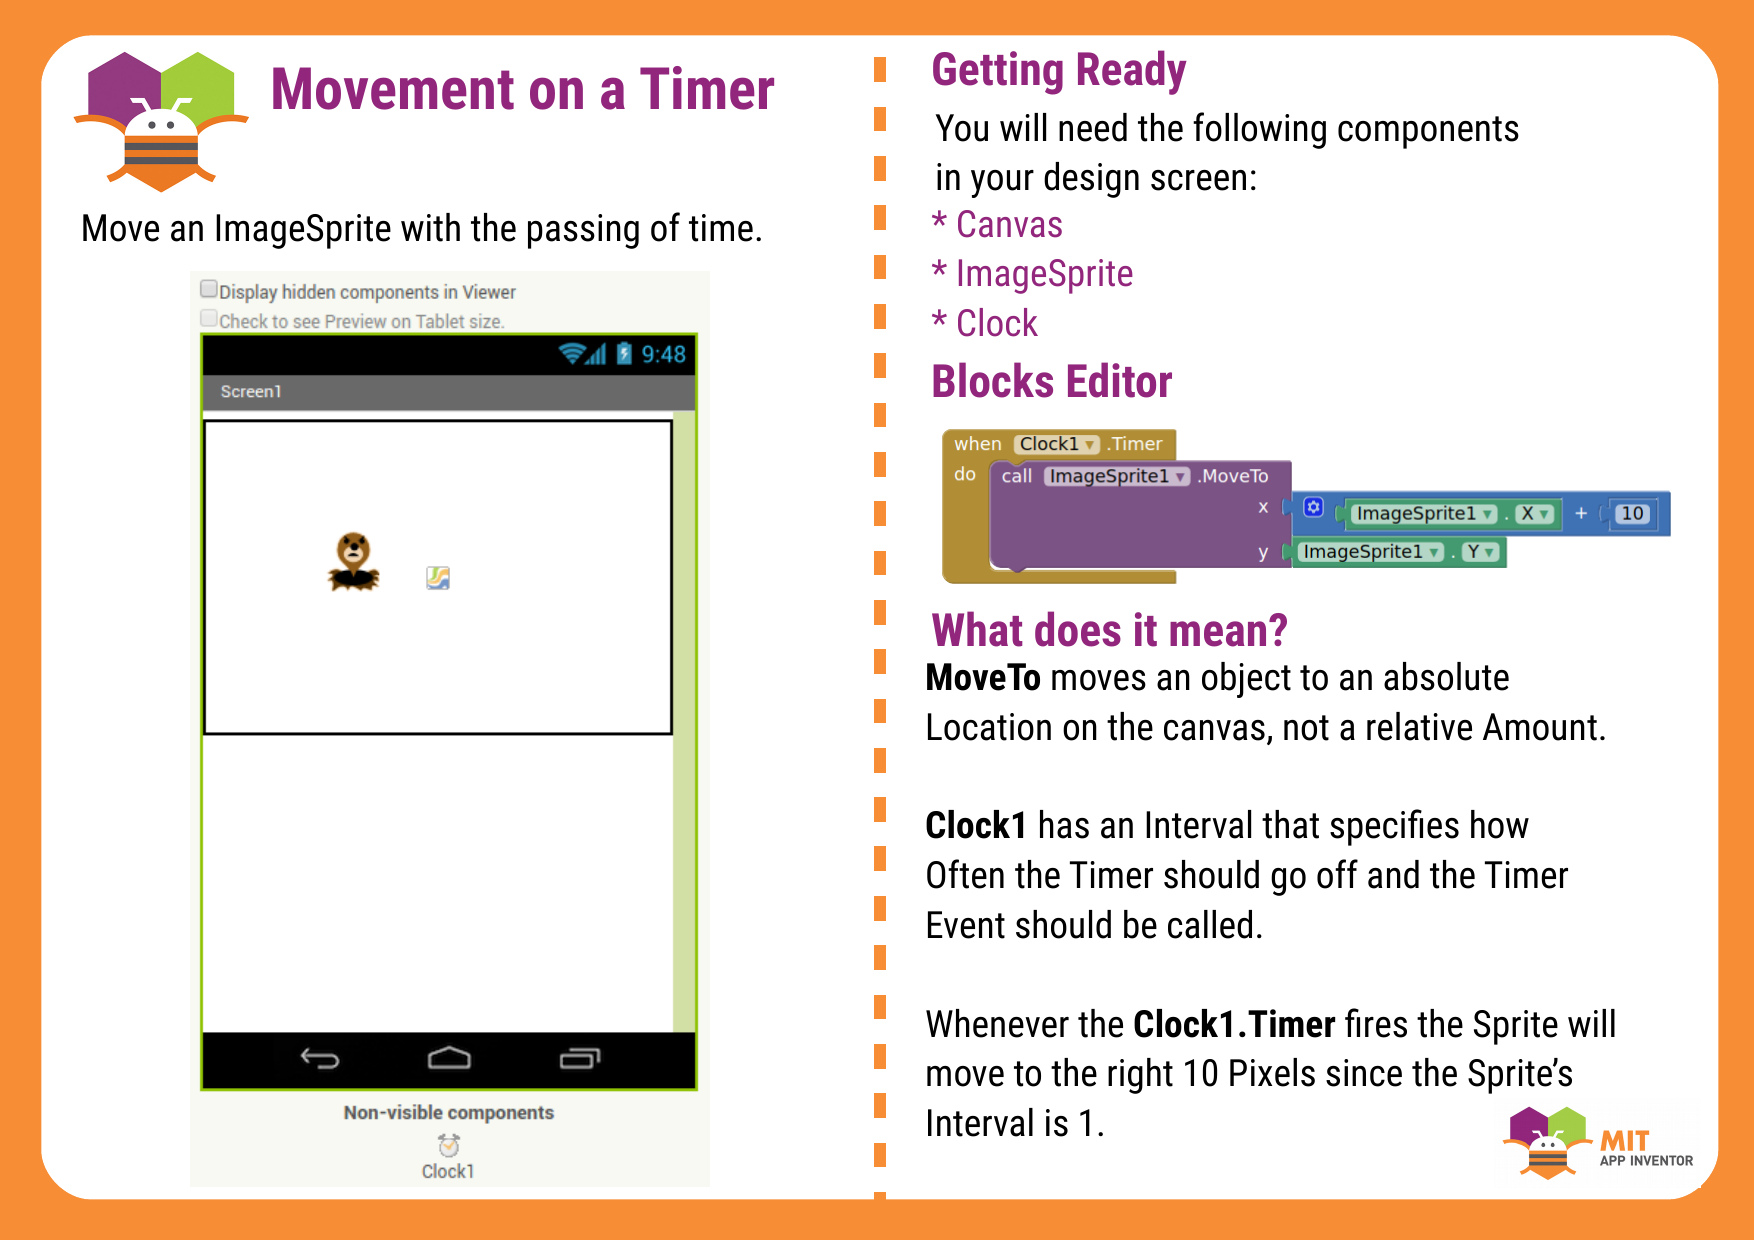 Movement on a Timer
Move an ImageSprite with the passing of time.
Display hidden components in Viewer
Check to see Preview on Tablet size.
9:48
Screen1
Non-visible components
Clock1
Getting Ready
You will need the following components
in your design screen:
* Canvas
* ImageSprite
* Clock
Blocks Editor
when Clock1 .Timer
do call ImageSprite1 .MoveTo
x ImageSprite1 . X + 10
y ImageSprite1 . Y
What does it mean?
MoveTo moves an object to an absolute
Location on the canvas, not a relative Amount.
Clock1 has an Interval that specifies how
Often the Timer should go off and the Timer
Event should be called.
Whenever the Clock1.Timer fires the Sprite will
move to the right 10 Pixels since the Sprite’s
Interval is 1.
MIT
APP INVENTOR